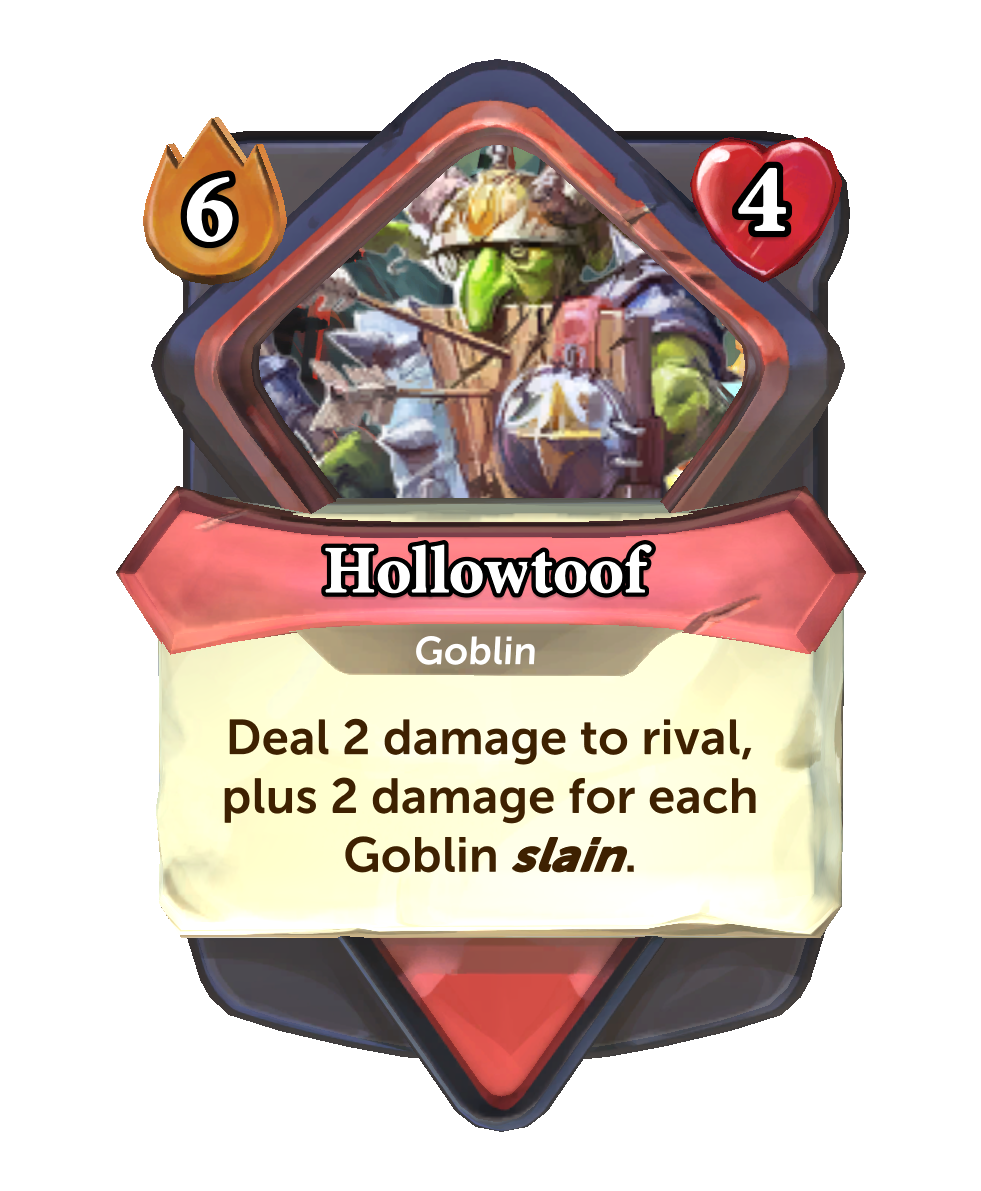 6
4
Hollowtoof
Goblin
Deal 2 damage to rival,
plus 2 damage for each
Goblin slain.